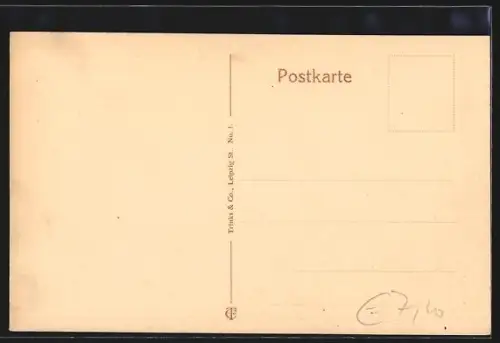 Postkarte
Trinks & Co., Leipzig St. No. 1.